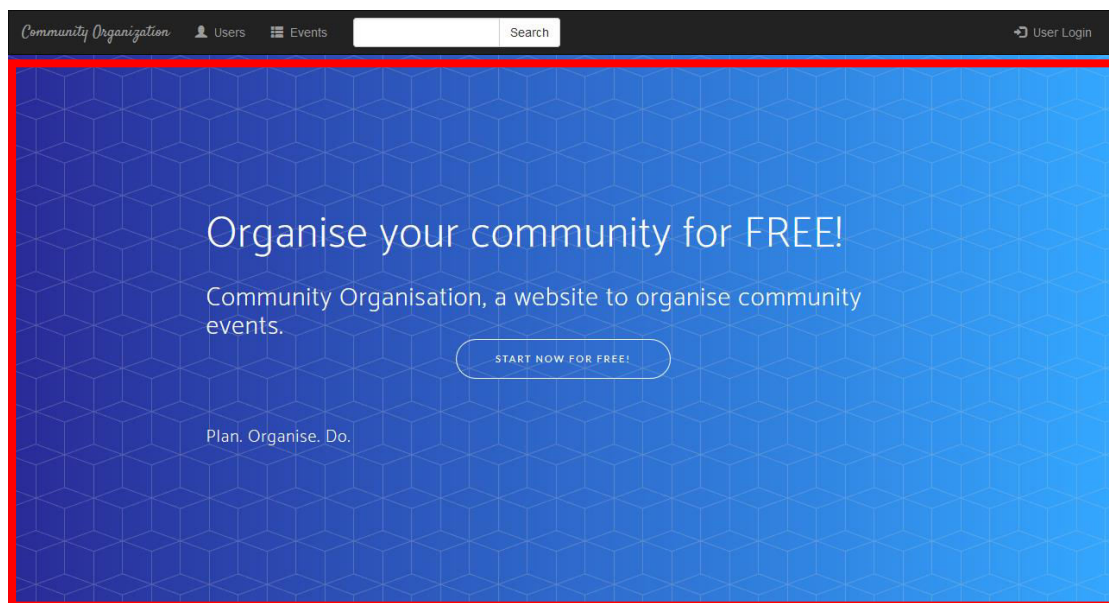 Community Organization Users Events Search User Login
Organise your community for FREE!
Community Organisation, a website to organise community
events.
START NOW FOR FREE!
Plan. Organise. Do.